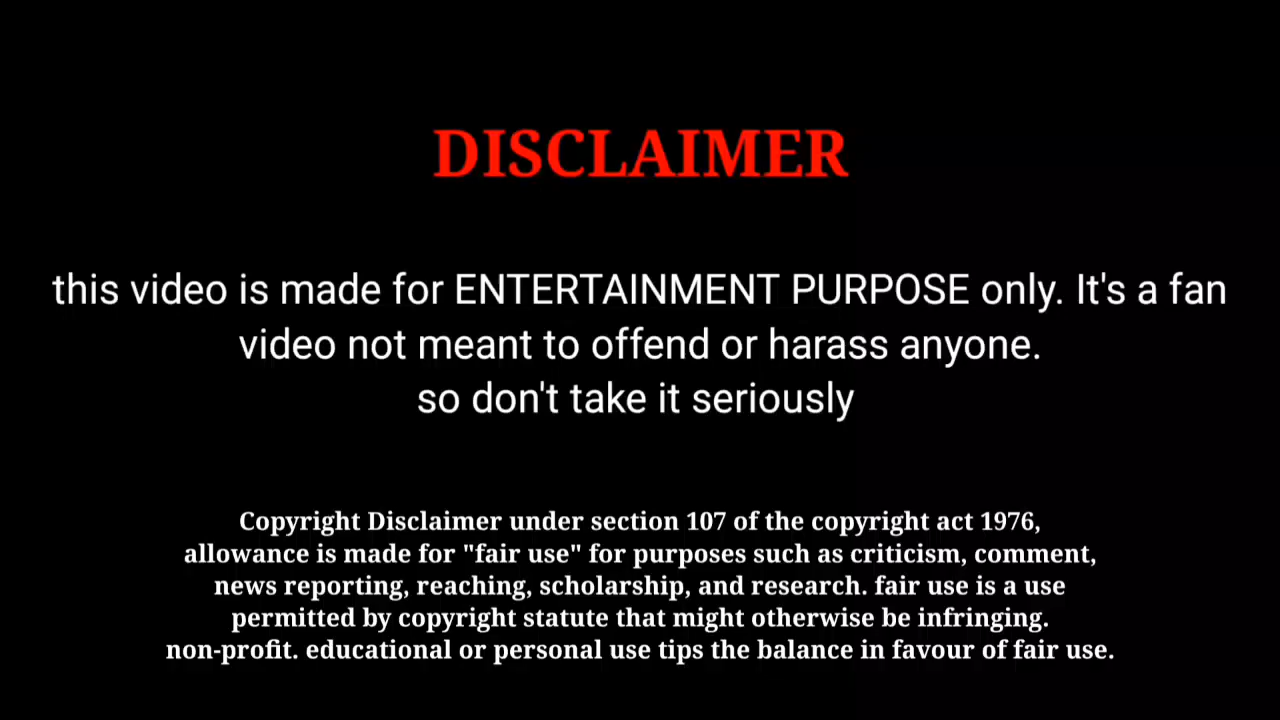 DISCLAIMER
this video is made for ENTERTAINMENT PURPOSE only. It's a fan
video not meant to offend or harass anyone.
so don't take it seriously
Copyright Disclaimer under section 107 of the copyright act 1976,
allowance is made for "fair use" for purposes such as criticism, comment,
news reporting, reaching, scholarship, and research. fair use is a use
permitted by copyright statute that might otherwise be infringing.
non-profit. educational or personal use tips the balance in favour of fair use.